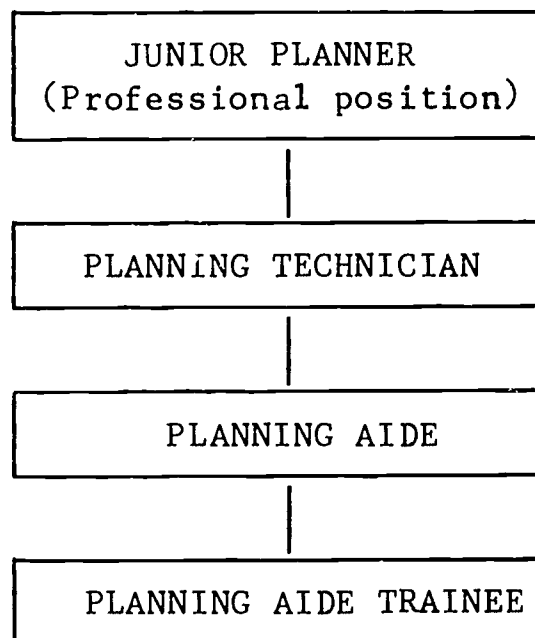 JUNIOR PLANNER
(Professional position)
PLANNING TECHNICIAN
PLANNING AIDE
PLANNING AIDE TRAINEE